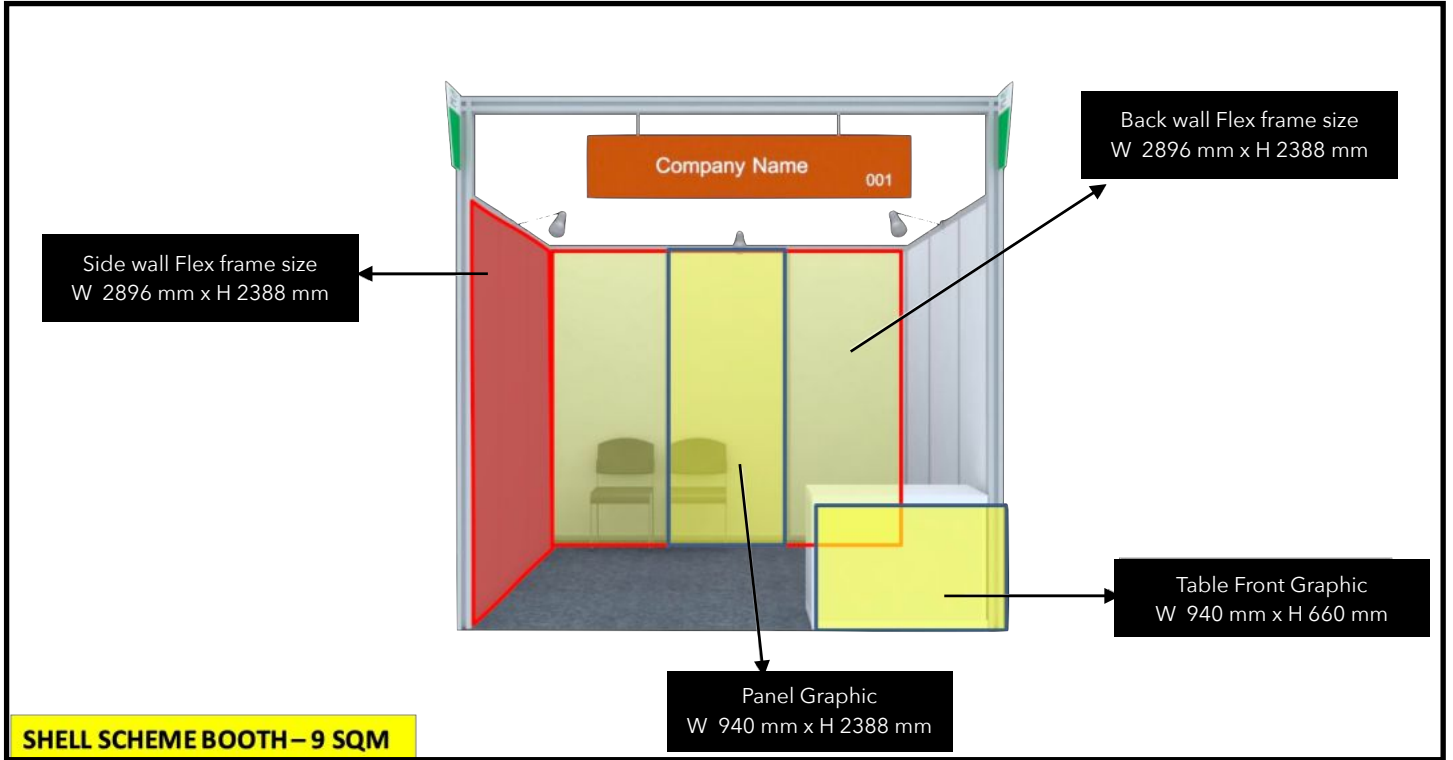 Company Name
001
Back wall Flex frame size
W 2896 mm x H 2388 mm
Side wall Flex frame size
W 2896 mm x H 2388 mm
Table Front Graphic
W 940 mm x H 660 mm
Panel Graphic
W 940 mm x H 2388 mm
SHELL SCHEME BOOTH – 9 SQM